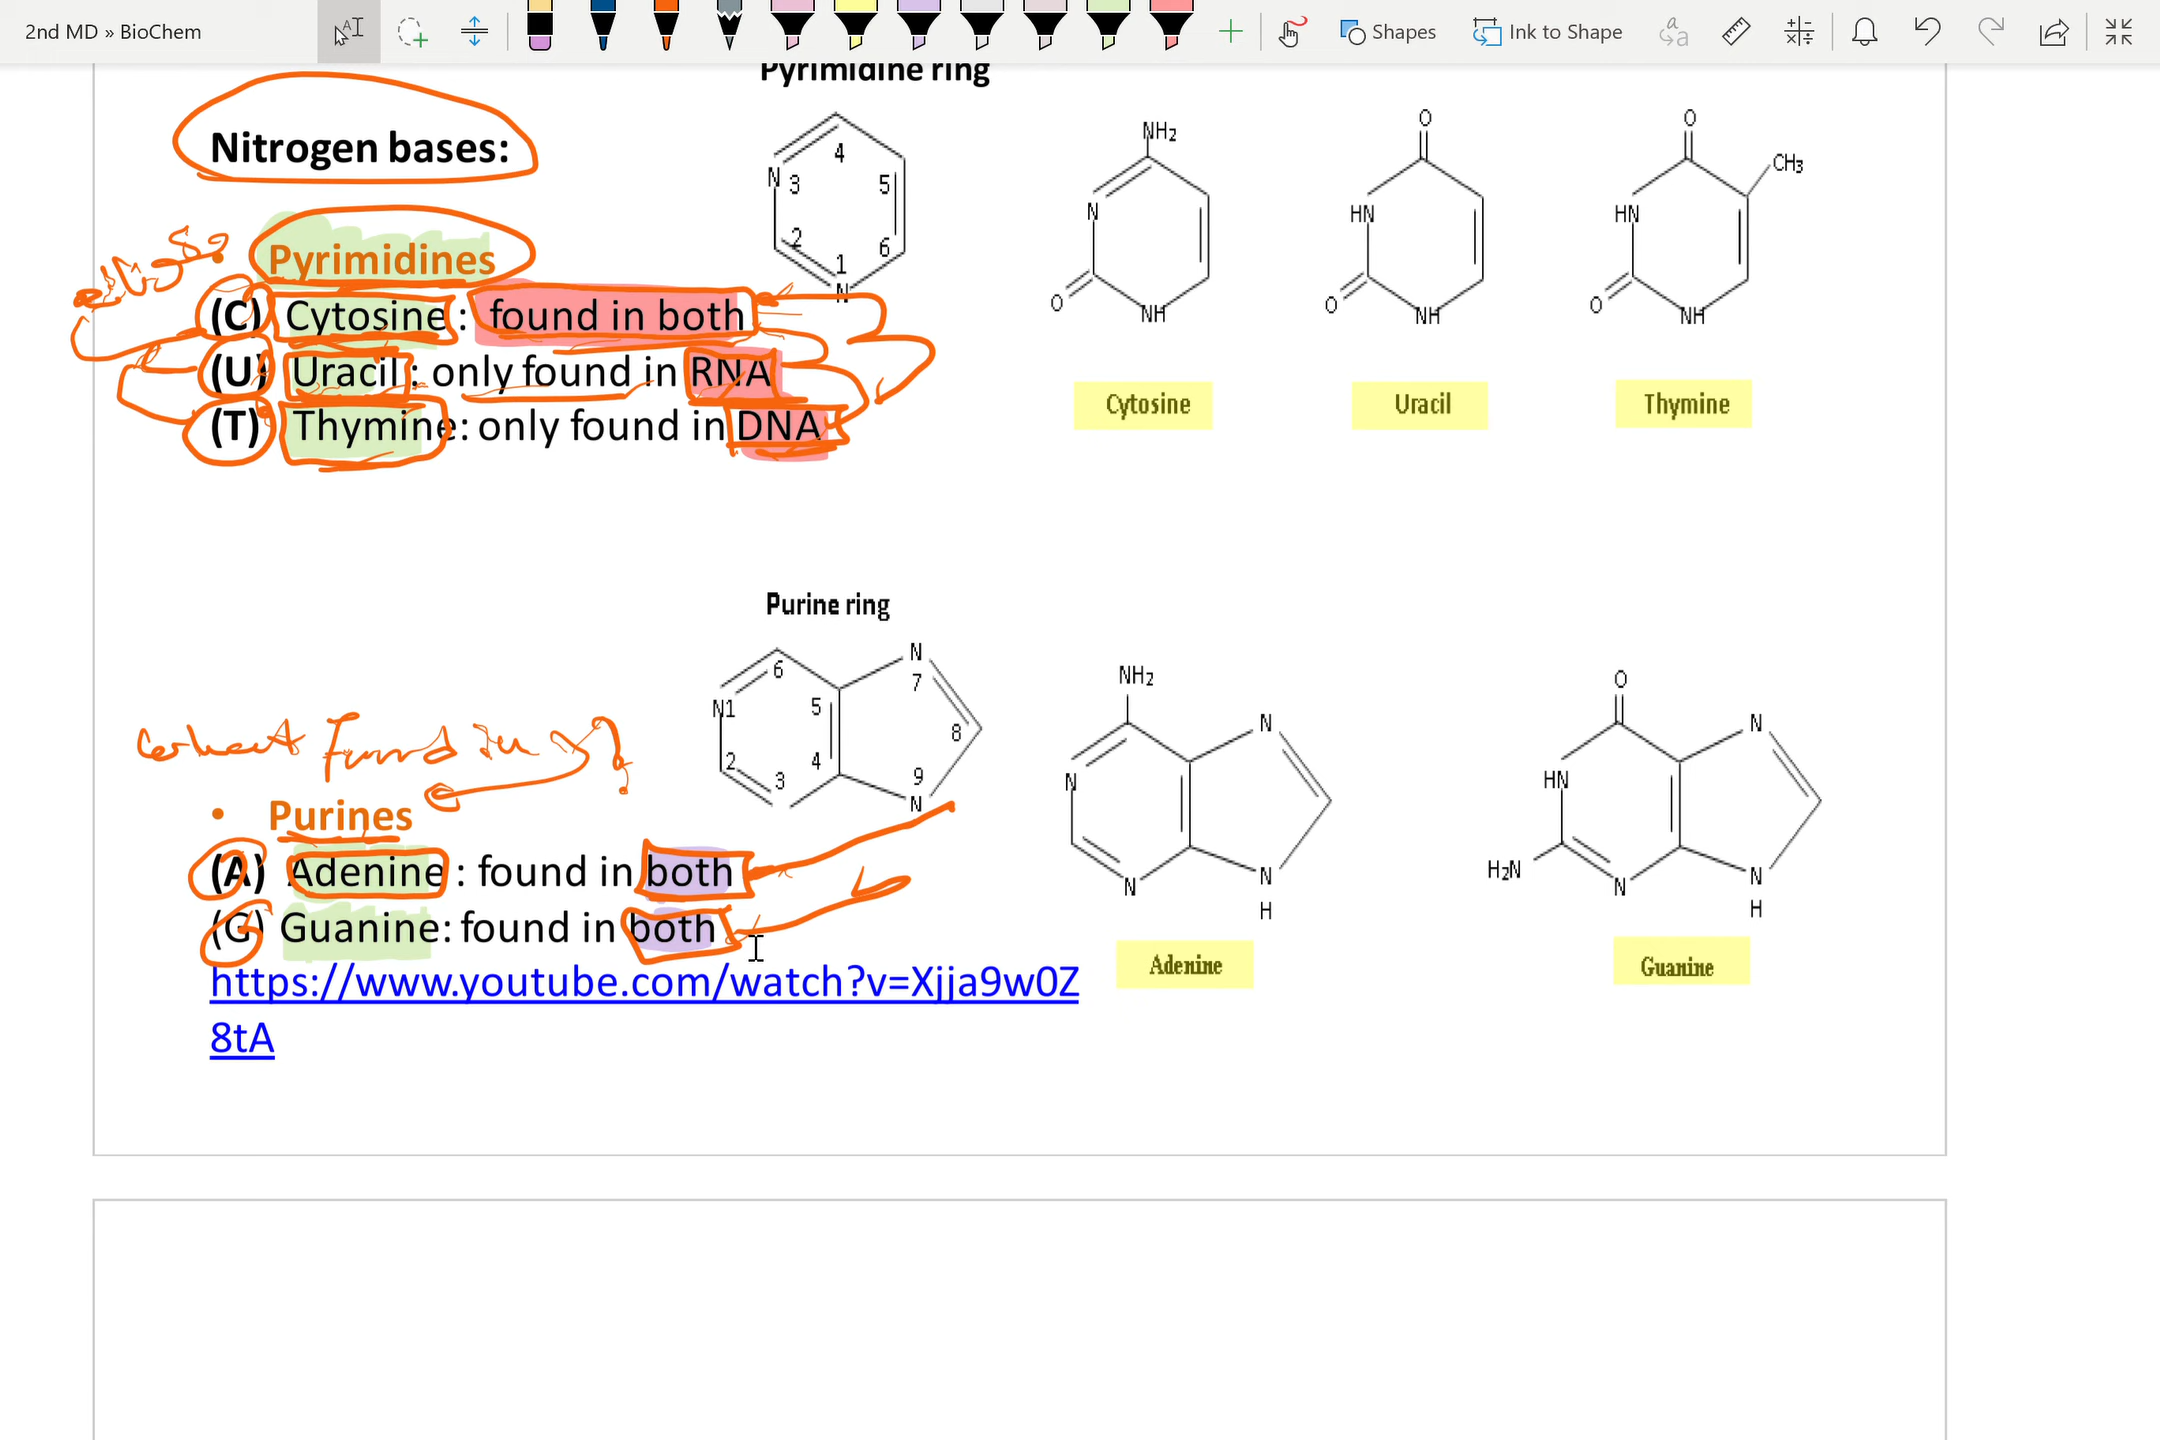 2nd MD » BioChem
Shapes
Ink to Shape
Pyrimidine ring
Nitrogen bases:
• Pyrimidines
(C) Cytosine : found in both
(U) Uracil : only found in RNA
(T) Thymine: only found in DNA
4
N 3
5
2
6
1
N
NH2
N
O
NH
Cytosine
O
HN
O
NH
Uracil
O
CH3
HN
O
NH
Thymine
Purine ring
6
N
7
N1
5
8
2
4
3
9
N
Found in
• Purines
(A) Adenine : found in both
(G) Guanine: found in both
https://www.youtube.com/watch?v=Xjja9w0Z
8tA
NH2
N
N
N
N
H
Adenine
O
N
HN
H2N
N
N
H
Guanine